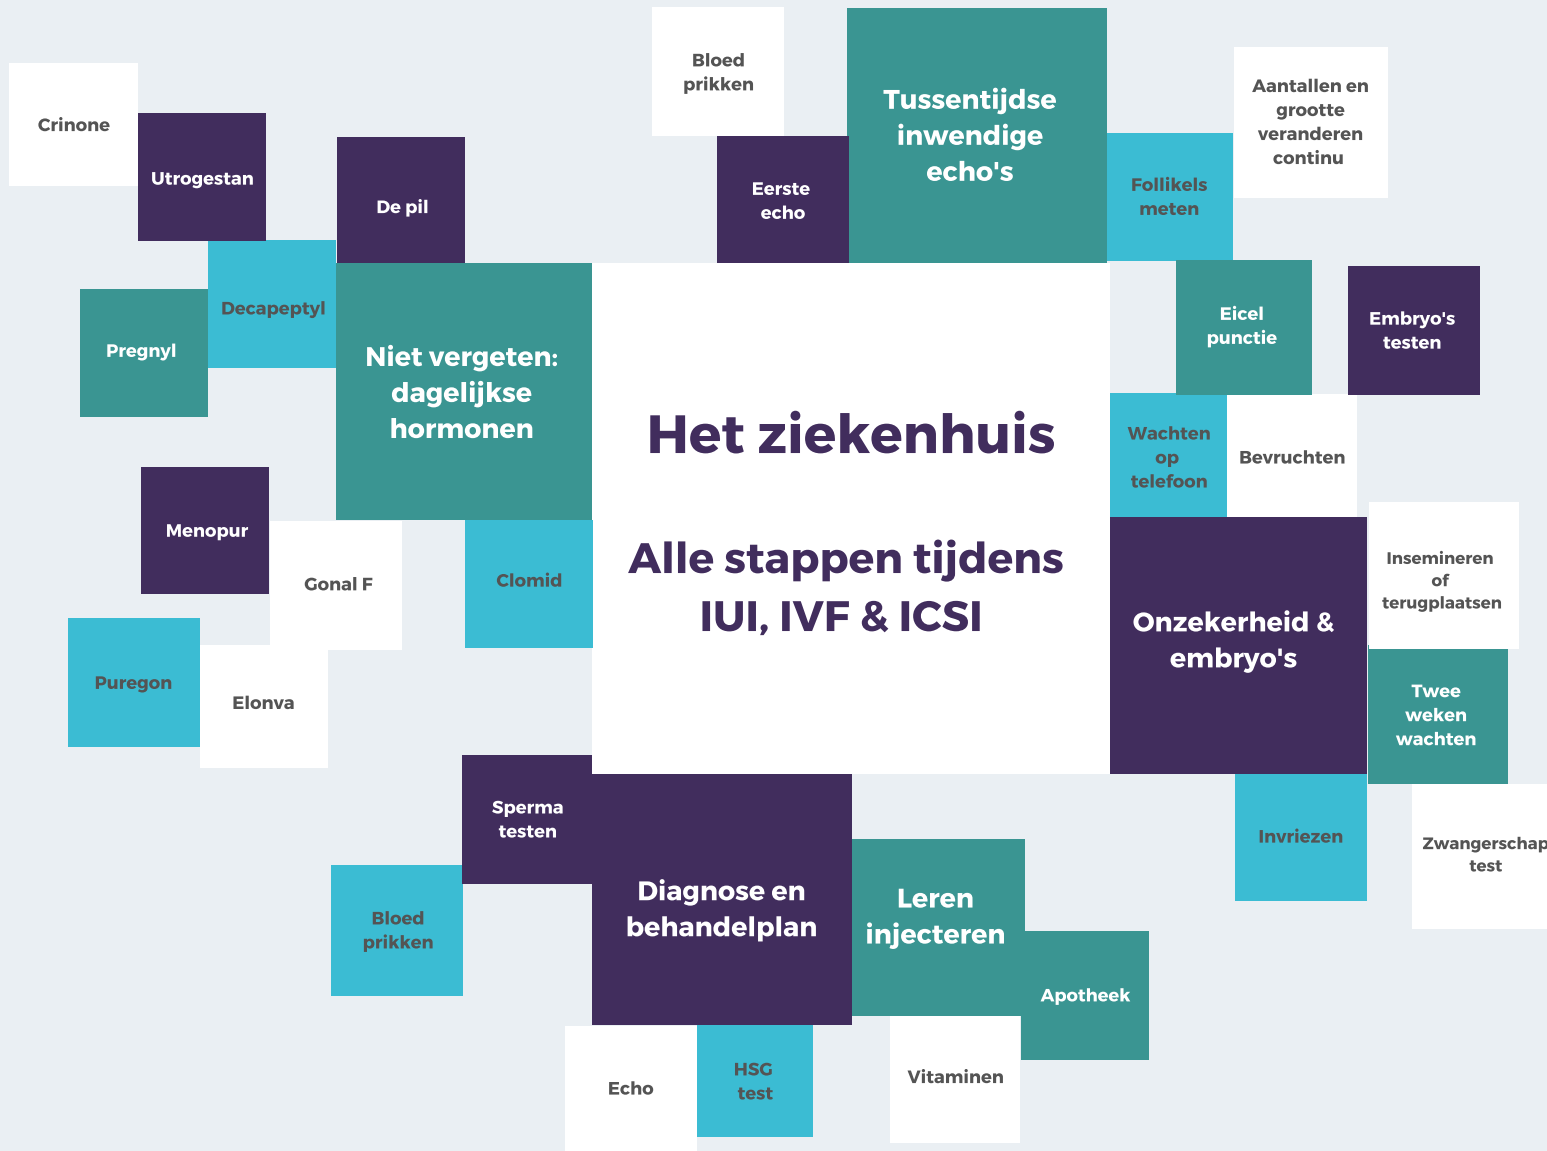 Bloed
prikken
Tussentijdse
inwendige
echo's
Aantallen en
grootte
veranderen
continu
Crinone
Utrogestan
De pil
Eerste
echo
Follikels
meten
Decapeptyl
Pregnyl
Niet vergeten:
dagelijkse
hormonen
Eicel
punctie
Embryo's
testen
Het ziekenhuis
Alle stappen tijdens
IUI, IVF & ICSI
Wachten
op
telefoon
Bevruchten
Menopur
Gonal F
Clomid
Puregon
Elonva
Onzekerheid &
embryo's
Insemineren
of
terugplaatsen
Twee
weken
wachten
Invriezen
Zwangerschap
test
Sperma
testen
Bloed
prikken
Diagnose en
behandelplan
Leren
injecteren
Apotheek
Echo
HSG
test
Vitaminen